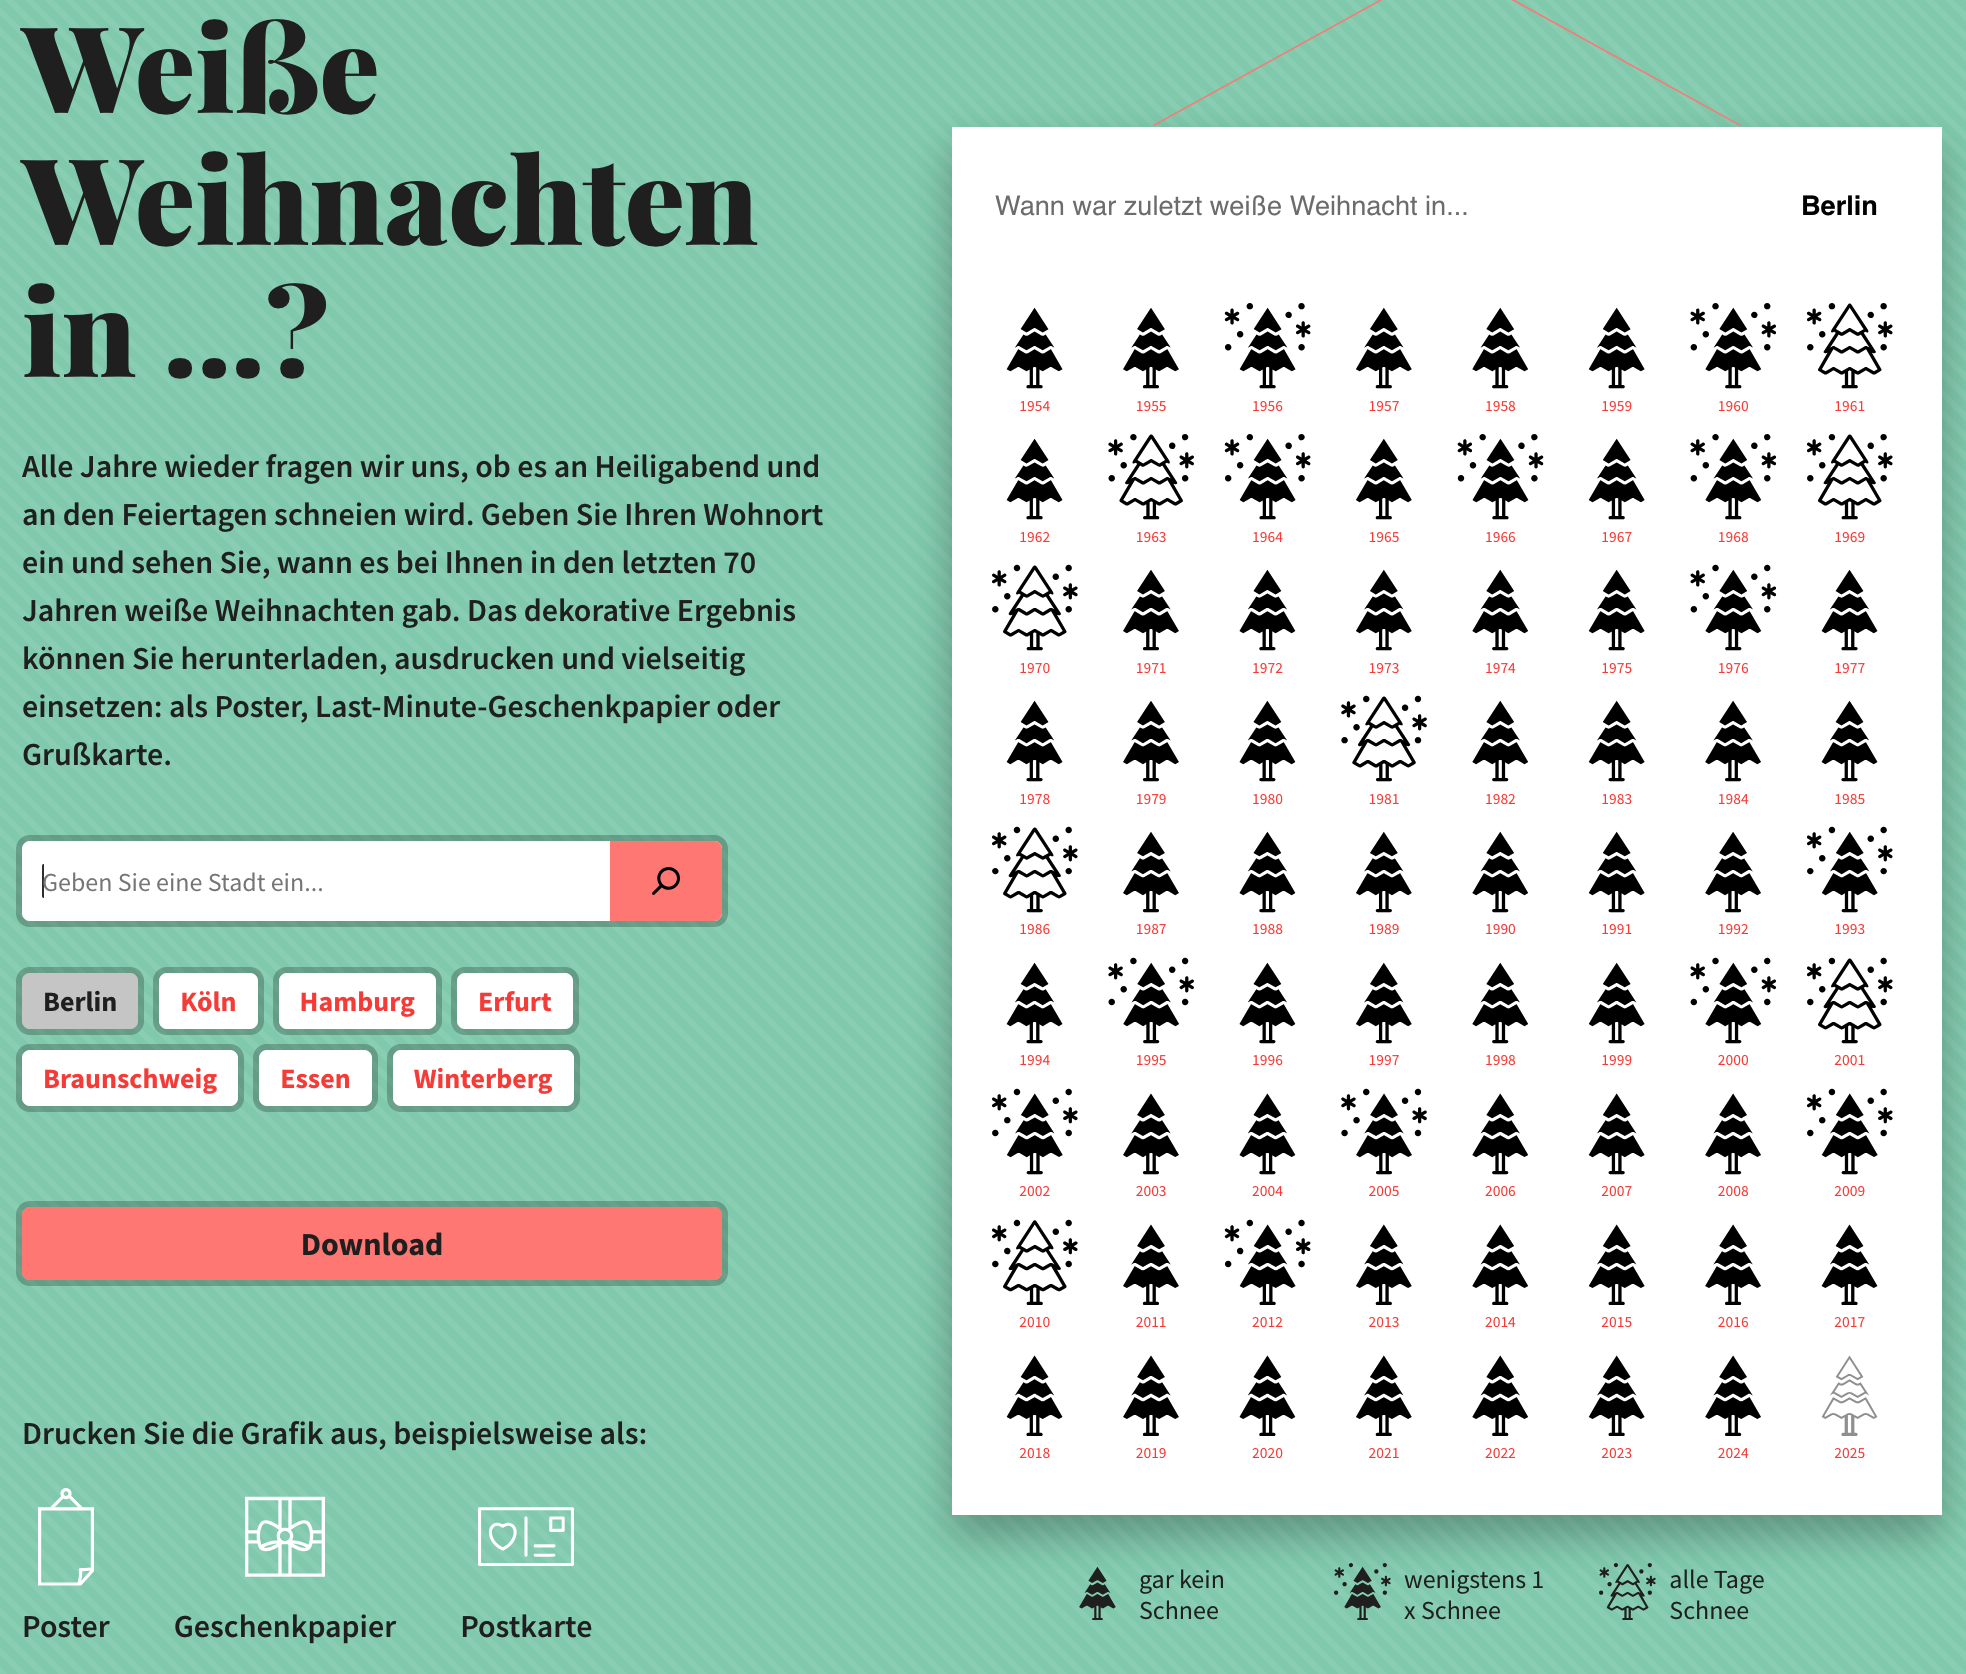 Weiße
Weihnachten
in ...?
Alle Jahre wieder fragen wir uns, ob es an Heiligabend und
an den Feiertagen schneien wird. Geben Sie Ihren Wohnort
ein und sehen Sie, wann es bei Ihnen in den letzten 70
Jahren weiße Weihnachten gab. Das dekorative Ergebnis
können Sie herunterladen, ausdrucken und vielseitig
einsetzen: als Poster, Last-Minute-Geschenkpapier oder
Grußkarte.
Geben Sie eine Stadt ein...
Berlin Köln Hamburg Erfurt
Braunschweig Essen Winterberg
Download
Drucken Sie die Grafik aus, beispielsweise als:
Poster Geschenkpapier Postkarte
Wann war zuletzt weiße Weihnacht in... Berlin
1954 1955 1956 1957 1958 1959 1960 1961
1962 1963 1964 1965 1966 1967 1968 1969
1970 1971 1972 1973 1974 1975 1976 1977
1978 1979 1980 1981 1982 1983 1984 1985
1986 1987 1988 1989 1990 1991 1992 1993
1994 1995 1996 1997 1998 1999 2000 2001
2002 2003 2004 2005 2006 2007 2008 2009
2010 2011 2012 2013 2014 2015 2016 2017
2018 2019 2020 2021 2022 2023 2024 2025
gar kein
Schnee
wenigstens 1
x Schnee
alle Tage
Schnee